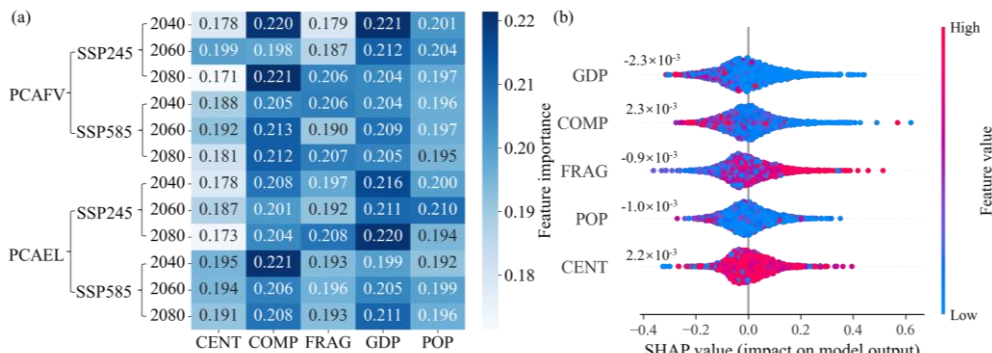 (a)
PCAFV SSP245 2040 0.178 0.220 0.179 0.221 0.201
2060 0.199 0.198 0.187 0.212 0.204
2080 0.171 0.221 0.206 0.204 0.197
SSP585 2040 0.188 0.205 0.206 0.204 0.196
2060 0.192 0.213 0.190 0.209 0.197
2080 0.181 0.212 0.207 0.205 0.195
PCAEL SSP245 2040 0.178 0.208 0.197 0.216 0.200
2060 0.187 0.201 0.192 0.211 0.210
2080 0.173 0.204 0.208 0.220 0.194
SSP585 2040 0.195 0.221 0.193 0.199 0.192
2060 0.194 0.206 0.196 0.205 0.199
2080 0.191 0.208 0.193 0.211 0.196
CENT COMP FRAG GDP POP
0.22
0.21
0.20
0.19
0.18
Feature importance
(b)
GDP -2.3×10⁻³
COMP 2.3×10⁻³
FRAG -0.9×10⁻³
POP -1.0×10⁻³
CENT 2.2×10⁻³
−0.4 −0.2 0.0 0.2 0.4 0.6
SHAP value (impact on model output)
High
Low
Feature value